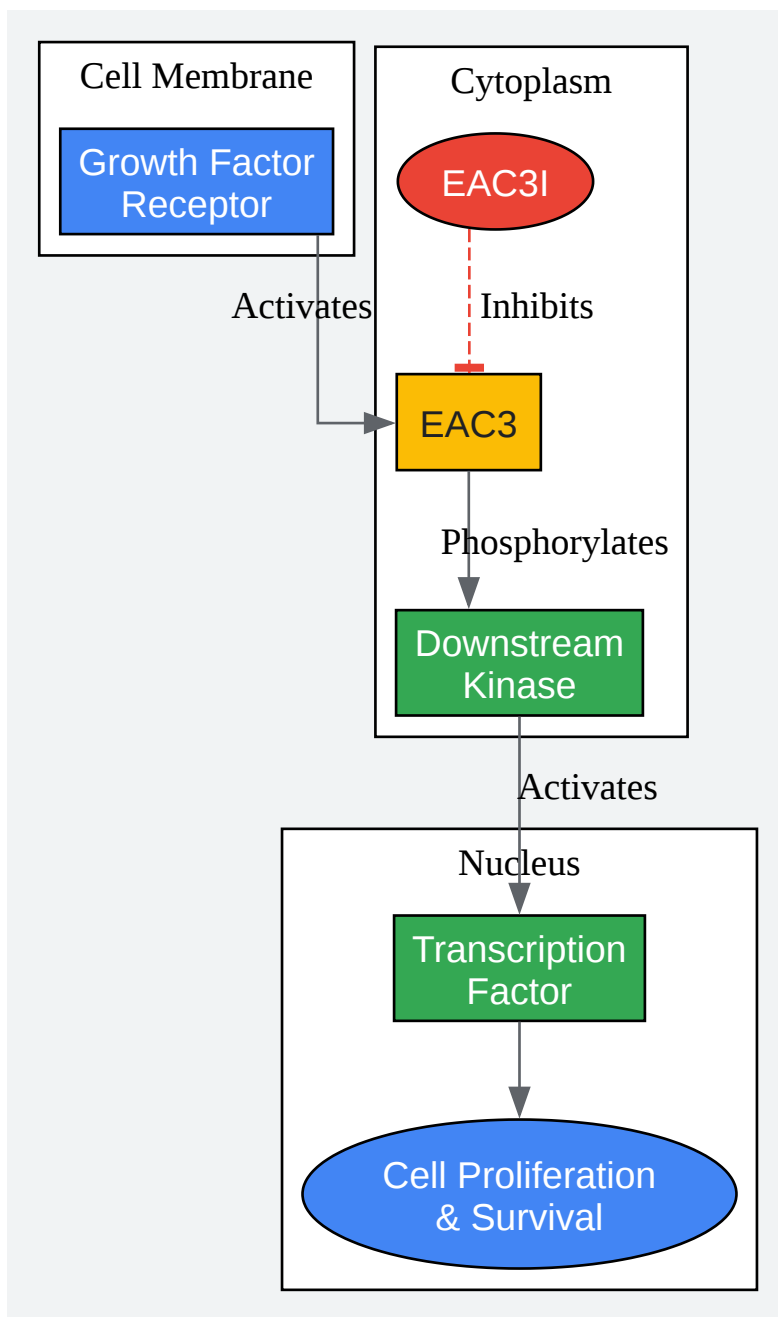 Cell Membrane
Growth Factor
Receptor
Cytoplasm
EAC3I
Activates
Inhibits
EAC3
Phosphorylates
Downstream
Kinase
Activates
Nucleus
Transcription
Factor
Cell Proliferation
& Survival